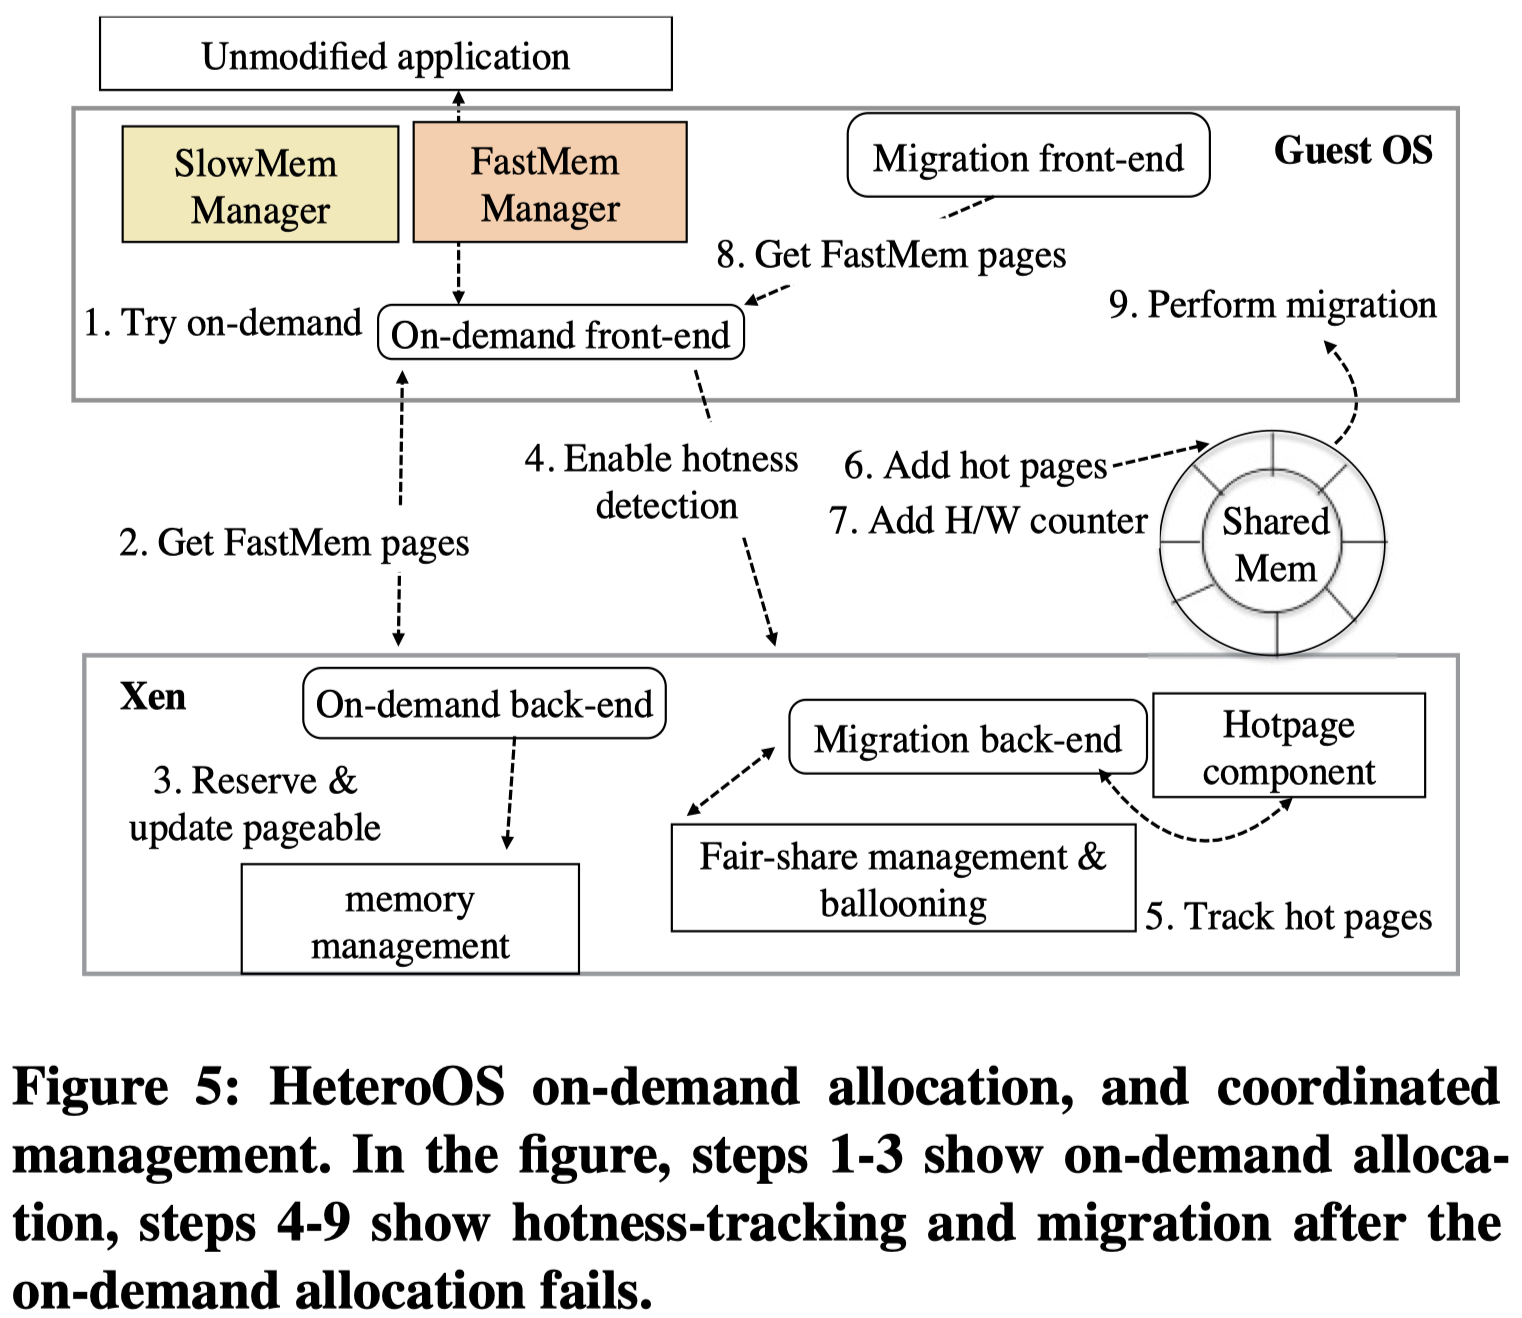 Unmodified application
SlowMem
Manager
FastMem
Manager
Migration front-end
Guest OS
8. Get FastMem pages
9. Perform migration
1. Try on-demand
On-demand front-end
4. Enable hotness
detection
6. Add hot pages
7. Add H/W counter
Shared
Mem
2. Get FastMem pages
Xen
On-demand back-end
Migration back-end
Hotpage
component
3. Reserve &
update pageable
Fair-share management &
ballooning
memory
management
5. Track hot pages
Figure 5: HeteroOS on-demand allocation, and coordinated
management. In the figure, steps 1-3 show on-demand alloca-
tion, steps 4-9 show hotness-tracking and migration after the
on-demand allocation fails.